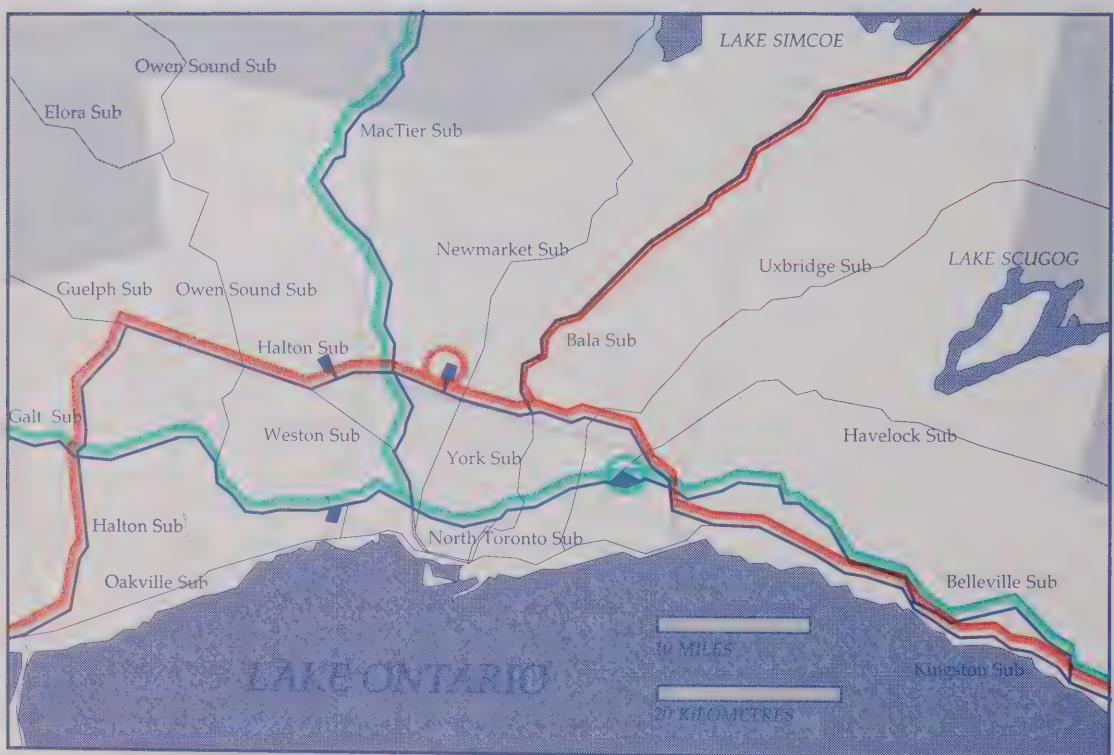 LAKE SIMCOE
Owen Sound Sub
Elora Sub
MacTier Sub
Newmarket Sub
Uxbridge Sub
LAKE SCUGOG
Guelph Sub
Owen Sound Sub
Halton Sub
Bala Sub
Galt Sub
Weston Sub
York Sub
Havelock Sub
Halton Sub
North Toronto Sub
Oakville Sub
Belleville Sub
10 MILES
Kingston Sub
LAKE ONTARIO
20 KILOMETRES